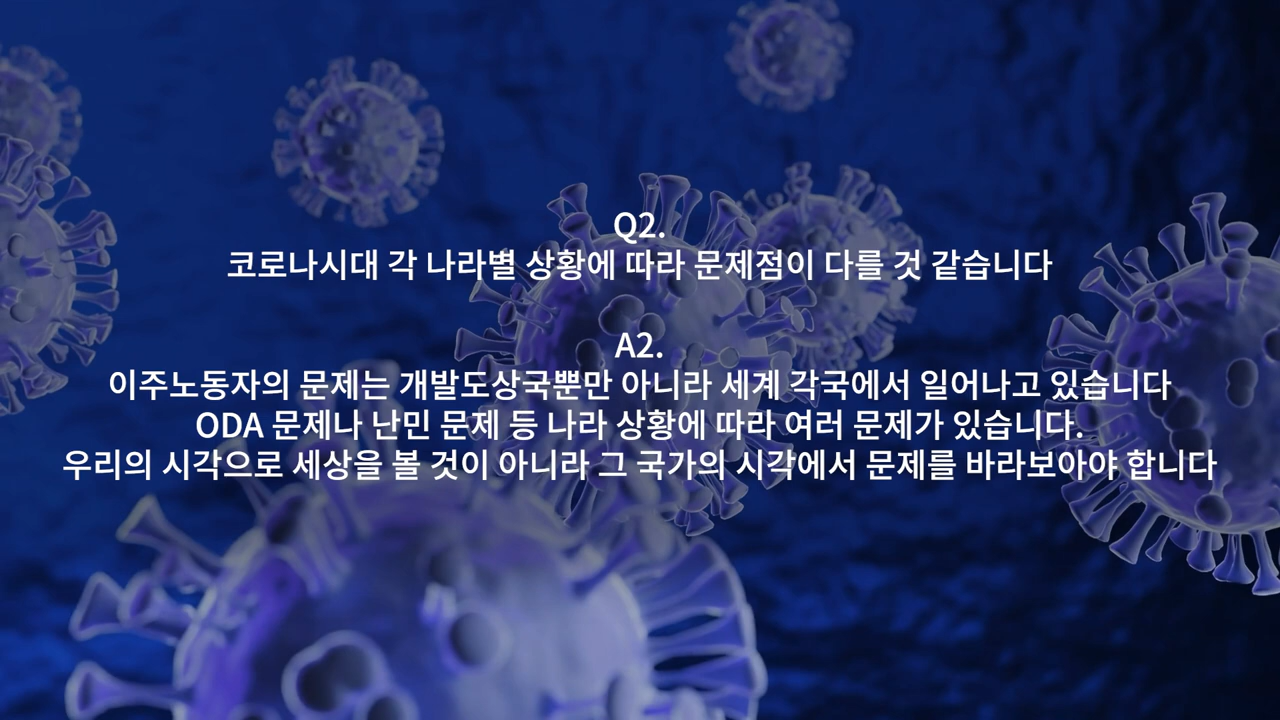 Q2.
코로나시대 각 나라별 상황에 따라 문제점이 다를 것 같습니다
A2.
이주노동자의 문제는 개발도상국뿐만 아니라 세계 각국에서 일어나고 있습니다
ODA 문제나 난민 문제 등 나라 상황에 따라 여러 문제가 있습니다.
우리의 시각으로 세상을 볼 것이 아니라 그 국가의 시각에서 문제를 바라보아야 합니다